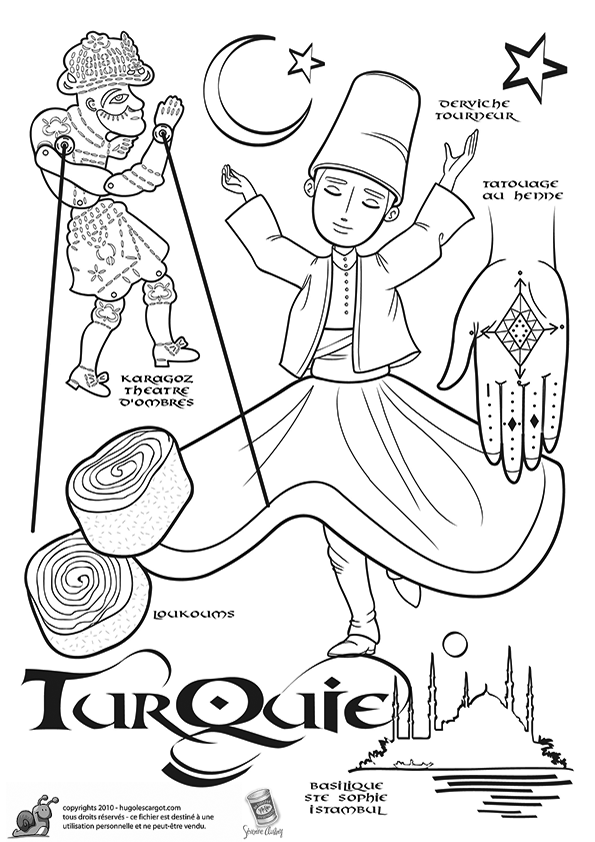 DERVICHE
TOURNEUR
TATOUAGE
AU HENNE
KARAGOZ
THEATRE
D'OMBRES
LOUKOUMS
TURQUIE
BASILIQUE
STE SOPHIE
ISTAMBUL
copyrights 2010 - hugolescargot.com
tous droits réservés - ce fichier est destiné à une
utilisation personnelle et ne peut-être vendu.